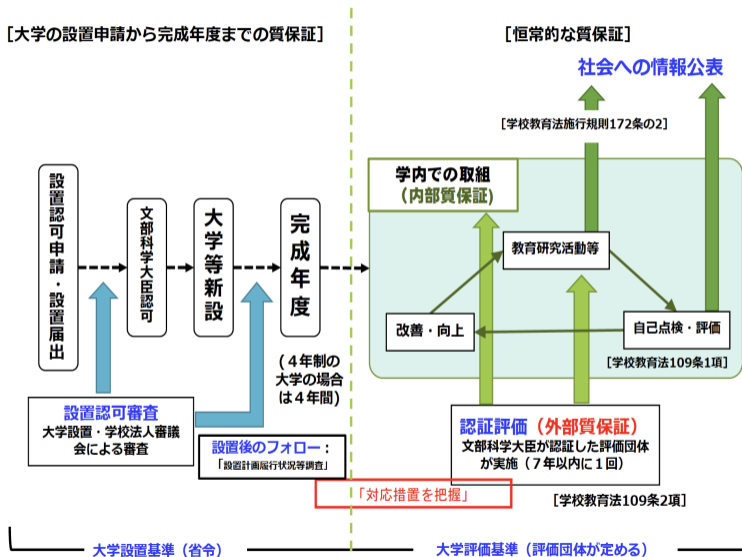 ［大学の設置申請から完成年度までの質保証］
［恒常的な質保証］
社会への情報公表
［学校教育法施行規則172条の2］
学内での取組
（内部質保証）
設置認可申請・設置届出
文部科学大臣認可
大学等新設
完成年度
教育研究活動等
改善・向上
自己点検・評価
［学校教育法109条1項］
（４年制の
大学の場合
は４年間）
設置認可審査
大学設置・学校法人審議
会による審査
設置後のフォロー：
「設置計画履行状況等調査」
認証評価（外部質保証）
文部科学大臣が認証した評価団体
が実施（７年以内に１回）
「対応措置を把握」
［学校教育法109条2項］
大学設置基準（省令）
大学評価基準（評価団体が定める）